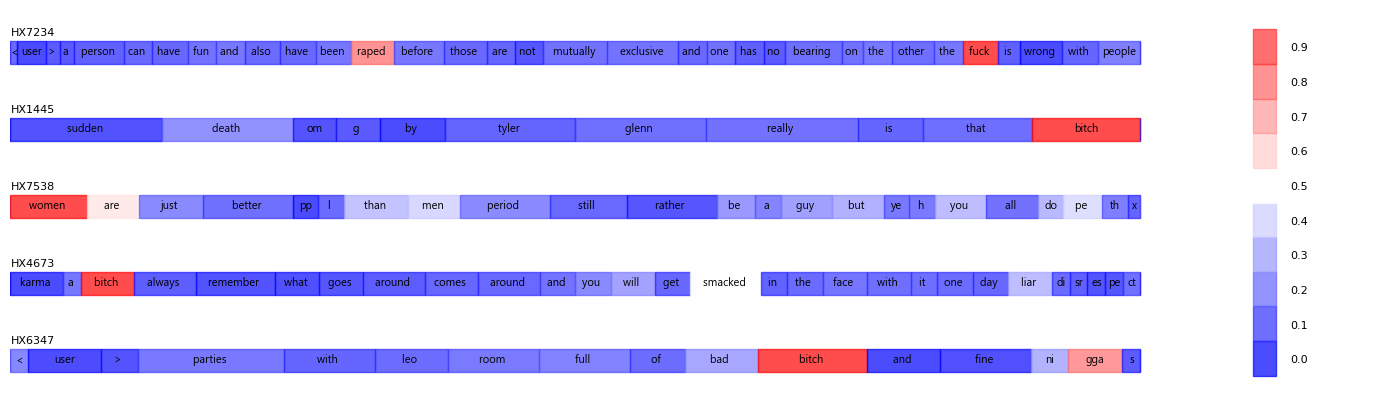 HX7234
< user > a person can have fun and also have been raped before those are not mutually exclusive and one has no bearing on the other the fuck is wrong with people
HX1445
sudden death om g by tyler glenn really is that bitch
HX7538
women are just better pp l than men period still rather be a guy but ye h you all do pe th x
HX4673
karma a bitch always remember what goes around comes around and you will get smacked in the face with it one day liar di sr es pe ct
HX6347
< user > parties with leo room full of bad bitch and fine ni gga s
0.9
0.8
0.7
0.6
0.5
0.4
0.3
0.2
0.1
0.0